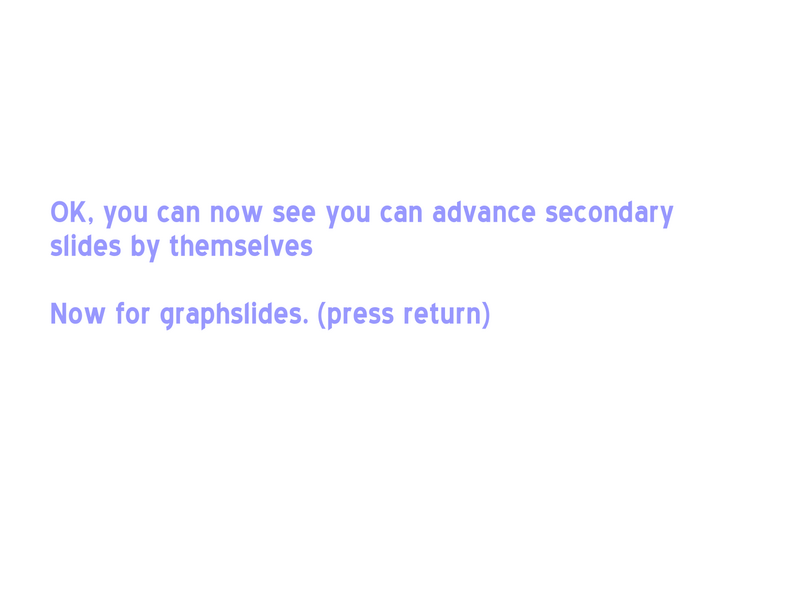 OK, you can now see you can advance secondary
slides by themselves
Now for graphslides. (press return)